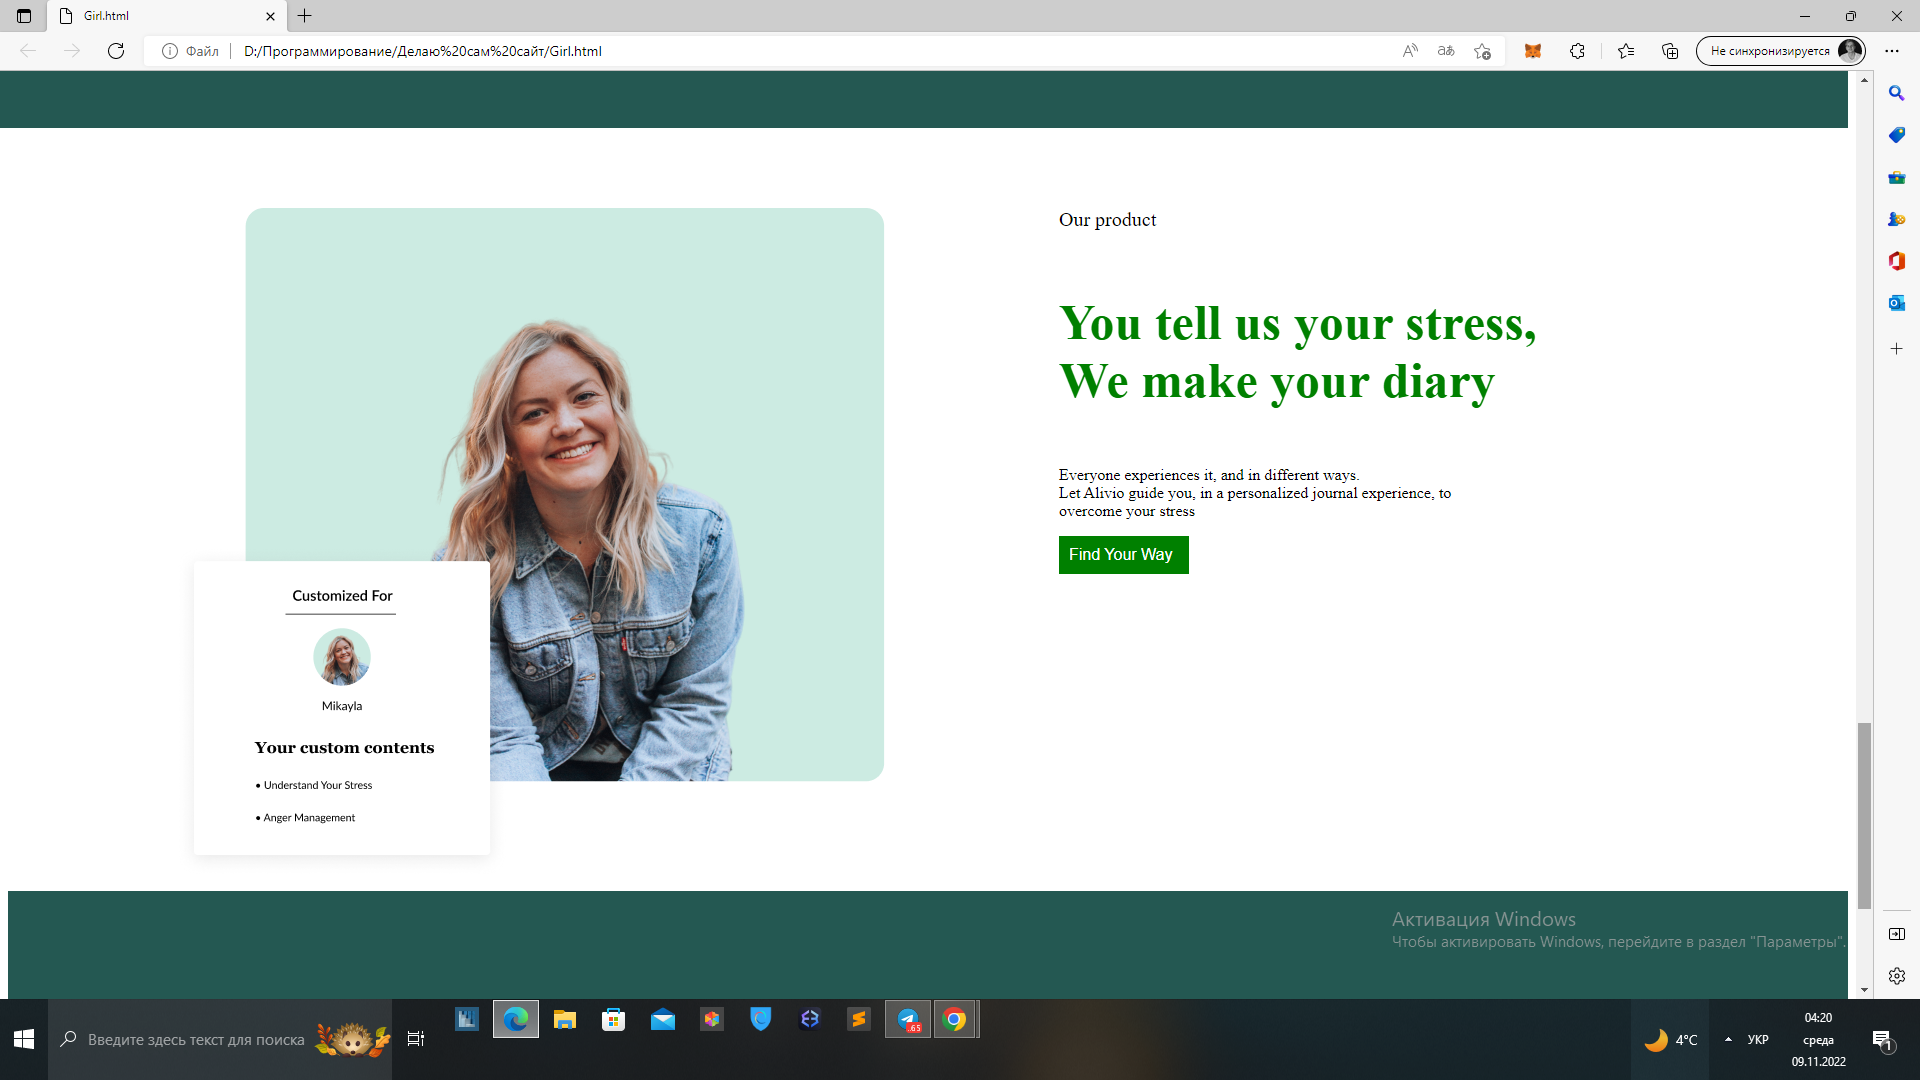 Girl.html
Файл
D:/Программирование/Делаю%20сам%20сайт/Girl.html
Не синхронизируется
Our product
You tell us your stress,
We make your diary
Everyone experiences it, and in different ways.
Let Alivio guide you, in a personalized journal experience, to
overcome your stress
Find Your Way
Customized For
Mikayla
Your custom contents
• Understand Your Stress
• Anger Management
Активация Windows
Чтобы активировать Windows, перейдите в раздел "Параметры".
Введите здесь текст для поиска
.65
4°C
УКР
04:20
среда
09.11.2022
1